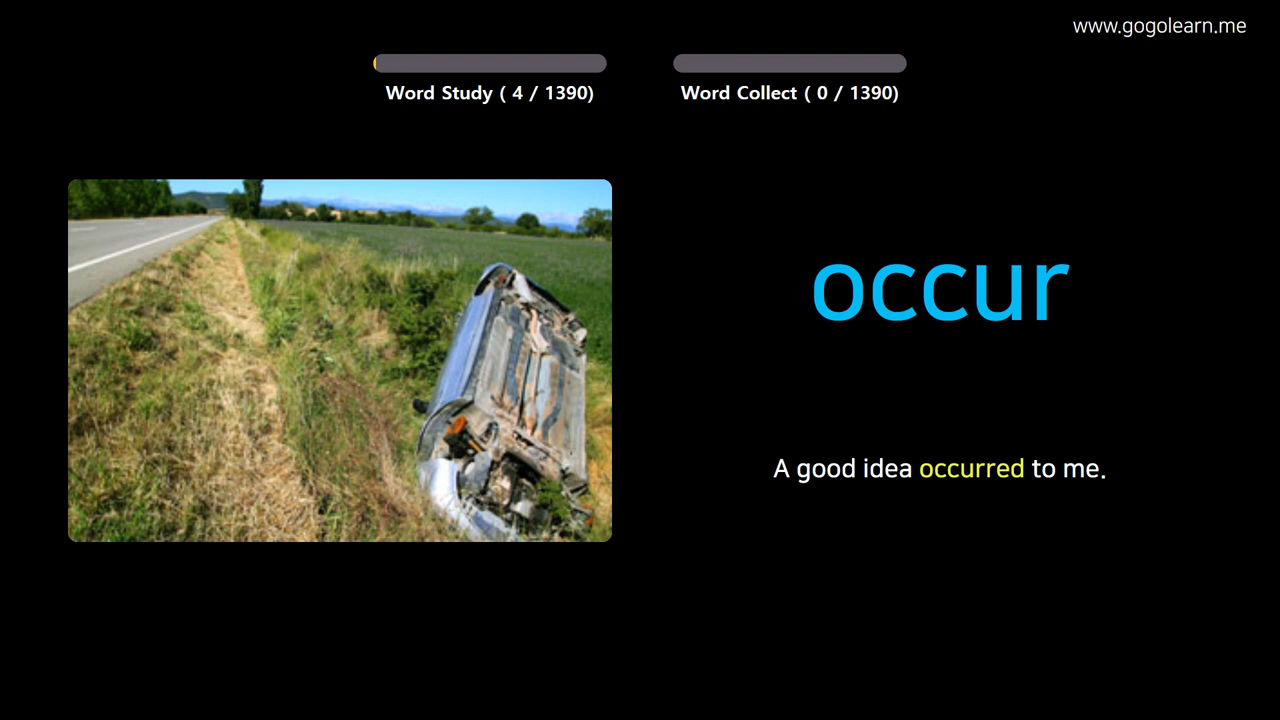 www.gogolearn.me
Word Study ( 4 / 1390)
Word Collect ( 0 / 1390)
occur
A good idea occurred to me.